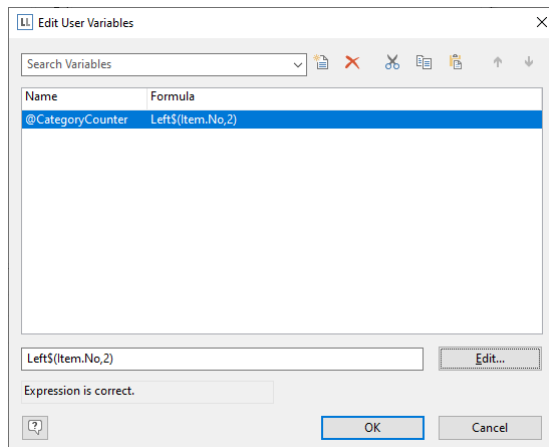 LL Edit User Variables
Search Variables
Name Formula
@CategoryCounter Left$(Item.No,2)
Left$(Item.No,2)
Edit...
Expression is correct.
OK Cancel